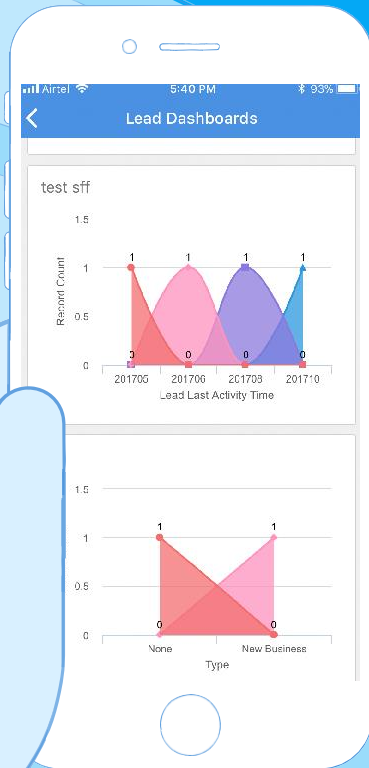 Airtel 5:40 PM 93%
Lead Dashboards
test sff
1.5
1 1 1 1
1
Record Count
0.5
0 0 0 0
0
201705 201706 201708 201710
Lead Last Activity Time
1.5
1 1
1
0.5
0 0
0
None New Business
Type